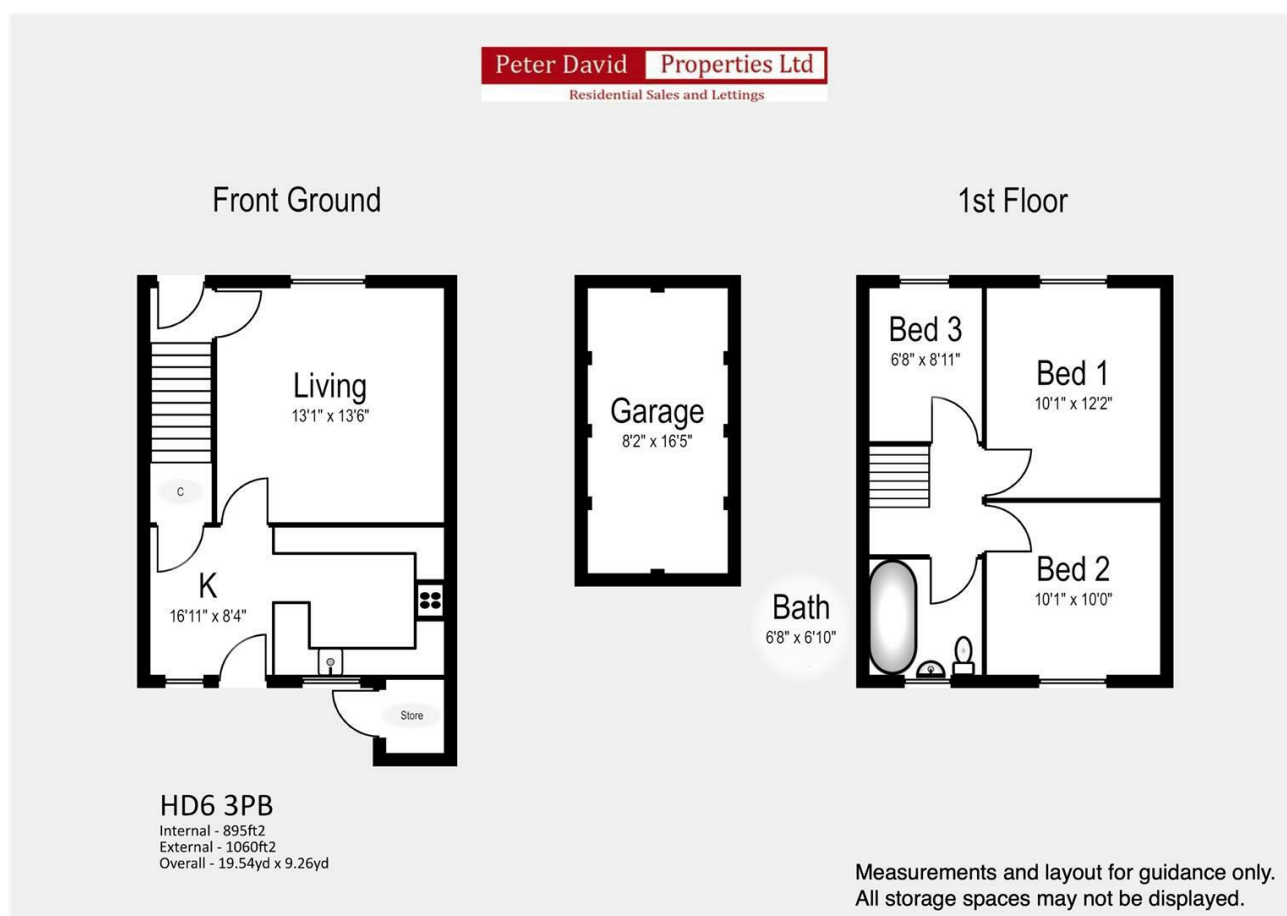 Peter David Properties Ltd
Residential Sales and Lettings
Front Ground
1st Floor
Living
13'1" x 13'6"
C
K
16'11" x 8'4"
Store
Garage
8'2" x 16'5"
Bed 3
6'8" x 8'11"
Bed 1
10'1" x 12'2"
Bed 2
10'1" x 10'0"
Bath
6'8" x 6'10"
HD6 3PB
Internal - 895ft2
External - 1060ft2
Overall - 19.54yd x 9.26yd
Measurements and layout for guidance only.
All storage spaces may not be displayed.